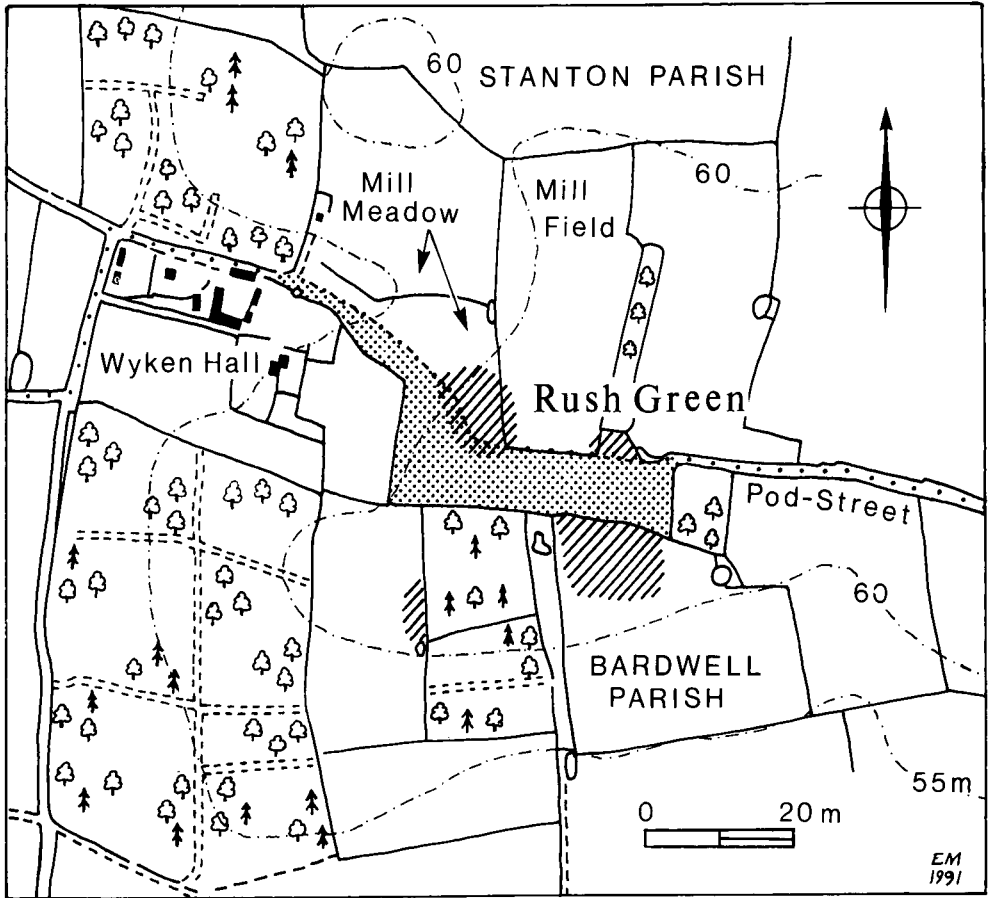 60
STANTON PARISH
Mill
Meadow
Mill
Field
60
Wyken Hall
Rush Green
Pod-Street
60
BARDWELL
PARISH
55m
0 20 m
EM
1991